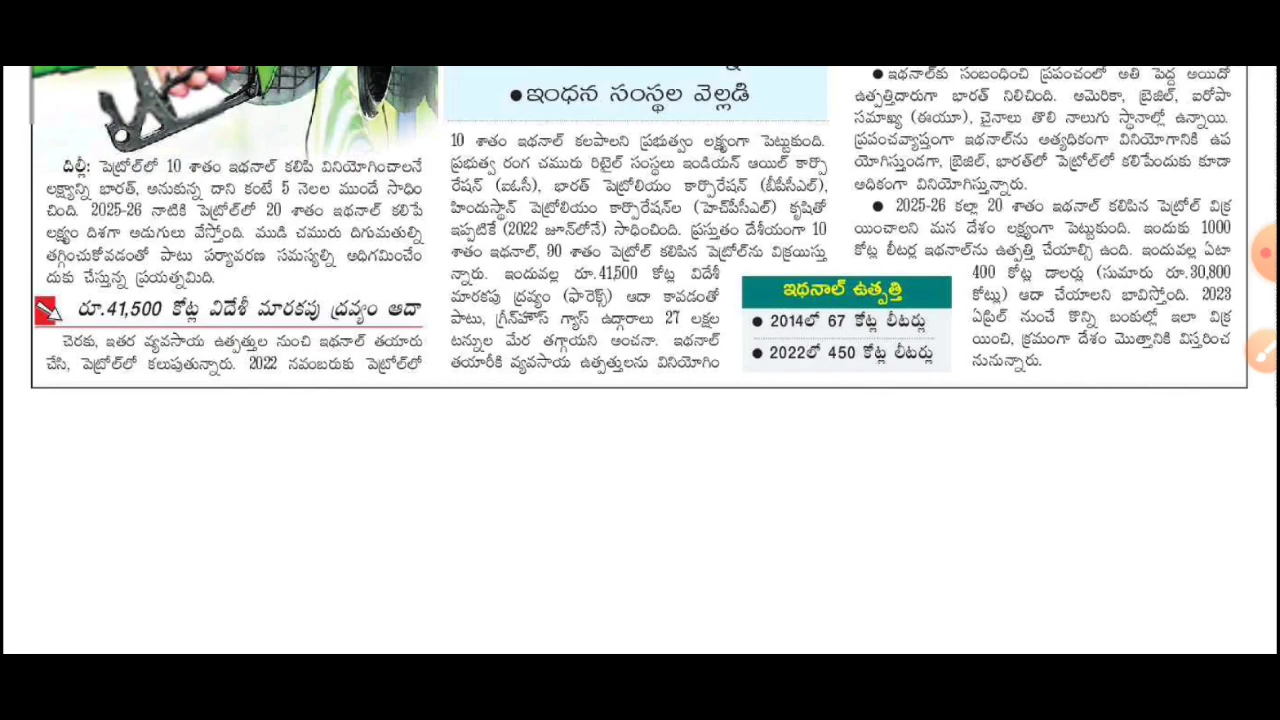 దిల్లీ: పెట్రోల్‌లో 10 శాతం ఇథనాల్ కలిపి వినియోగించాలనే
లక్ష్యాన్ని భారత్, అనుకున్న దాని కంటే 5 నెలల ముందే సాధిం
చింది. 2025-26 నాటికి పెట్రోల్‌లో 20 శాతం ఇథనాల్ కలిపే
లక్ష్యం దిశగా అడుగులు వేస్తోంది. ముడి చమురు దిగుమతుల్ని
తగ్గించుకోవడంతో పాటు పర్యావరణ సమస్యల్ని అధిగమించేం
దుకు చేస్తున్న ప్రయత్నమిది.
రూ.41,500 కోట్ల విదేశీ మారకపు ద్రవ్యం ఆదా
చెరకు, ఇతర వ్యవసాయ ఉత్పత్తుల నుంచి ఇథనాల్ తయారు
చేసి, పెట్రోల్‌లో కలుపుతున్నారు. 2022 నవంబరుకు పెట్రోల్‌లో
●ఇంధన సంస్థల వెల్లడి
10 శాతం ఇథనాల్ కలపాలని ప్రభుత్వం లక్ష్యంగా పెట్టుకుంది.
ప్రభుత్వ రంగ చమురు రిటైల్ సంస్థలు ఇండియన్ ఆయిల్ కార్పొ
రేషన్ (ఐఓసీ), భారత్ పెట్రోలియం కార్పొరేషన్ (బీపీసీఎల్),
హిందుస్థాన్ పెట్రోలియం కార్పొరేషన్‌ల (హెచ్‌పీసీఎల్) కృషితో
ఇప్పటికే (2022 జూన్‌లోనే) సాధించింది. ప్రస్తుతం దేశీయంగా 10
శాతం ఇథనాల్, 90 శాతం పెట్రోల్ కలిపిన పెట్రోల్‌ను విక్రయిస్తు
న్నారు. ఇందువల్ల రూ.41,500 కోట్ల విదేశీ
మారకపు ద్రవ్యం (ఫారెక్స్) ఆదా కావడంతో
పాటు, గ్రీన్‌హౌస్ గ్యాస్ ఉద్గారాలు 27 లక్షల
టన్నుల మేర తగ్గాయని అంచనా. ఇథనాల్
తయారీకి వ్యవసాయ ఉత్పత్తులను వినియోగిం
ఇథనాల్ ఉత్పత్తి
● 2014లో 67 కోట్ల లీటర్లు
● 2022లో 450 కోట్ల లీటర్లు
● ఇథనాల్‌కు సంబంధించి ప్రపంచంలో అతి పెద్ద అయిదో
ఉత్పత్తిదారుగా భారత్ నిలిచింది. అమెరికా, బ్రెజిల్, ఐరోపా
సమాఖ్య (ఈయూ), చైనాలు తొలి నాలుగు స్థానాల్లో ఉన్నాయి.
ప్రపంచవ్యాప్తంగా ఇథనాల్‌ను అత్యధికంగా వినియోగానికి ఉప
యోగిస్తుండగా, బ్రెజిల్, భారత్‌లో పెట్రోల్‌లో కలిపేందుకు కూడా
అధికంగా వినియోగిస్తున్నారు.
● 2025-26 కల్లా 20 శాతం ఇథనాల్ కలిపిన పెట్రోల్ విక్ర
యించాలని మన దేశం లక్ష్యంగా పెట్టుకుంది. ఇందుకు 1000
కోట్ల లీటర్ల ఇథనాల్‌ను ఉత్పత్తి చేయాల్సి ఉంది. ఇందువల్ల ఏటా
400 కోట్ల డాలర్లు (సుమారు రూ.30,800
కోట్లు) ఆదా చేయాలని భావిస్తోంది. 2023
ఏప్రిల్ నుంచే కొన్ని బంకుల్లో ఇలా విక్ర
యించి, క్రమంగా దేశం మొత్తానికి విస్తరించ
నున్నారు.